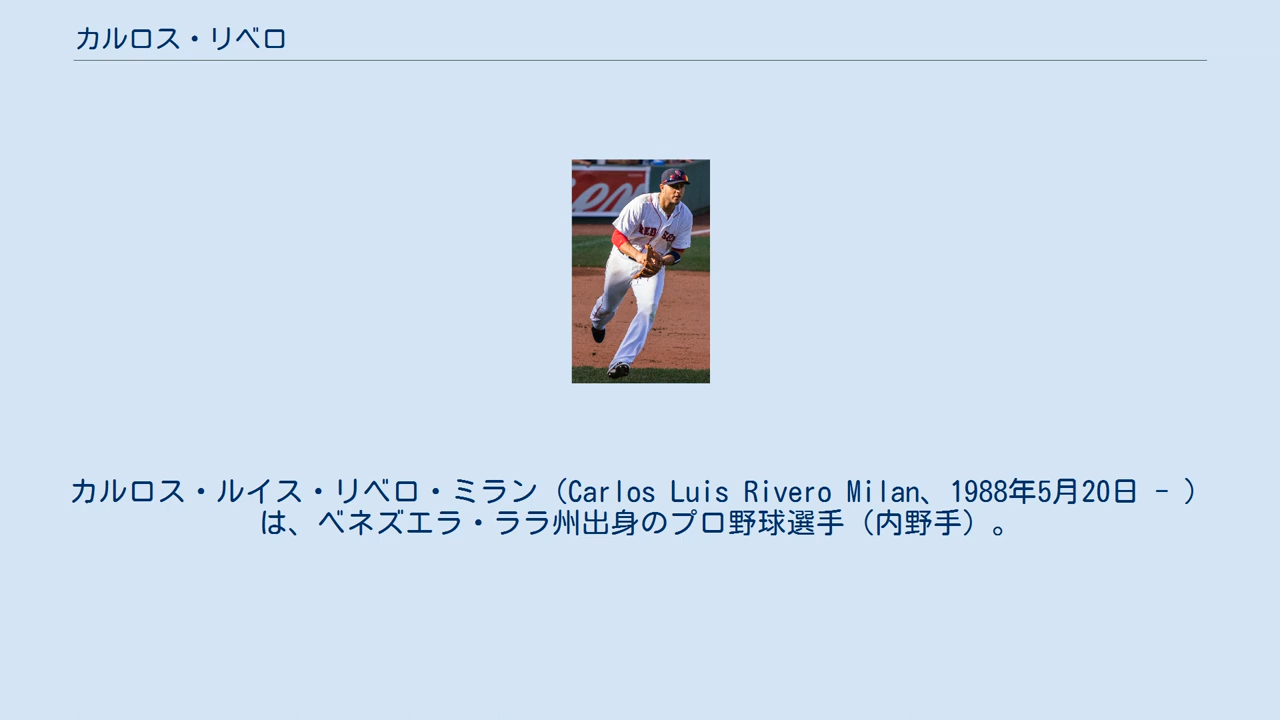 カルロス・リベロ
カルロス・ルイス・リベロ・ミラン（Carlos Luis Rivero Milan、1988年5月20日 - ）
は、ベネズエラ・ララ州出身のプロ野球選手（内野手）。